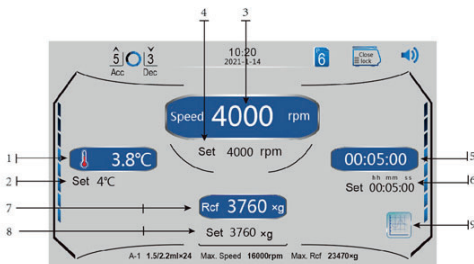 4 3
5 3
Acc Dec
10:20
2021-1-14
6
Close
lock
Speed 4000 rpm
Set 4000 rpm
1 3.8°C
2 Set 4°C
00:05:00 5
hh mm ss
Set 00:05:00 6
7 Rcf 3760 ×g
8 Set 3760 ×g
9
A-1 1.5/2.2ml×24 Max. Speed 16000rpm Max. Rcf 23470×g